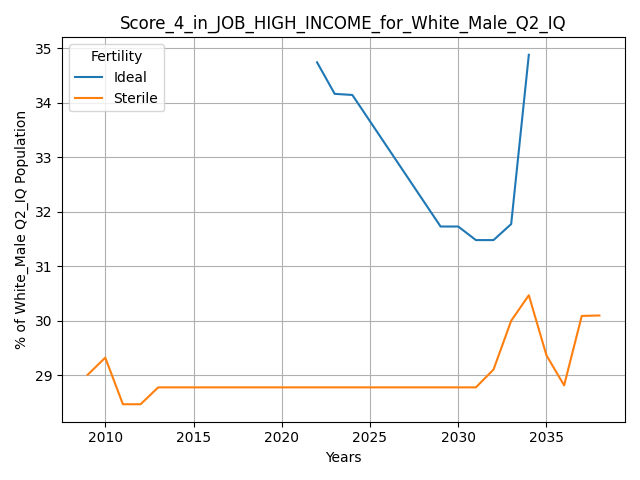 Score_4_in_JOB_HIGH_INCOME_for_White_Male_Q2_IQ
Fertility
Ideal
Sterile
% of White_Male Q2_IQ Population
35
34
33
32
31
30
29
2010
2015
2020
2025
2030
2035
Years